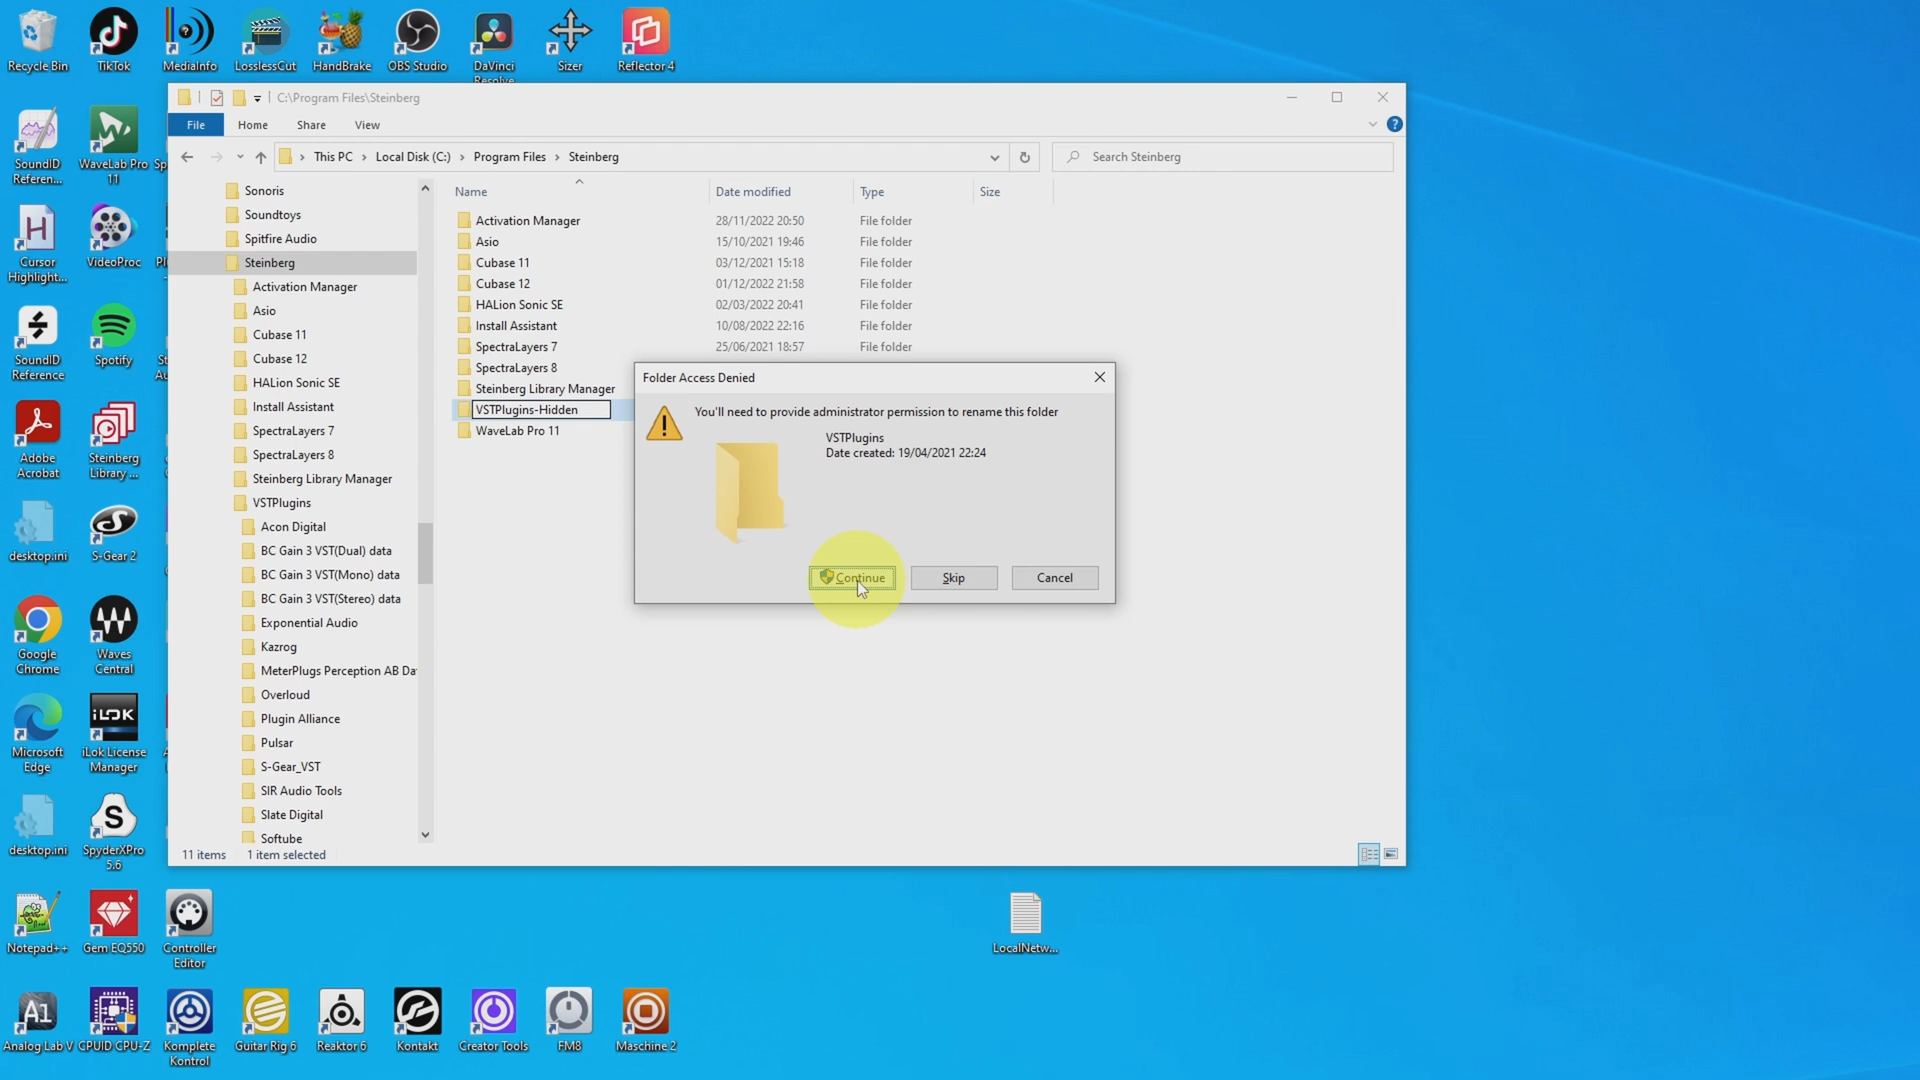 Recycle Bin
TikTok
MediaInfo
LosslessCut
HandBrake
OBS Studio
DaVinci
Resolve
Sizer
Reflector 4
C:\Program Files\Steinberg
File
Home
Share
View
This PC
Local Disk (C:)
Program Files
Steinberg
Search Steinberg
SoundID
Referen...
WaveLab Pro
11
Cursor
Highlight...
VideoProc
SoundID
Reference
Spotify
Adobe
Acrobat
Steinberg
Library ...
desktop.ini
S-Gear 2
Google
Chrome
Waves
Central
Microsoft
Edge
iLOK
iLok License
Manager
desktop.ini
SpyderXPro
5.6
Sonoris
Soundtoys
Spitfire Audio
Steinberg
Activation Manager
Asio
Cubase 11
Cubase 12
HALion Sonic SE
Install Assistant
SpectraLayers 7
SpectraLayers 8
Steinberg Library Manager
VSTPlugins
Acon Digital
BC Gain 3 VST(Dual) data
BC Gain 3 VST(Mono) data
BC Gain 3 VST(Stereo) data
Exponential Audio
Kazrog
MeterPlugs Perception AB Da
Overloud
Plugin Alliance
Pulsar
S-Gear_VST
SIR Audio Tools
Slate Digital
Softube
Name
Date modified
Type
Size
Activation Manager 28/11/2022 20:50 File folder
Asio 15/10/2021 19:46 File folder
Cubase 11 03/12/2021 15:18 File folder
Cubase 12 01/12/2022 21:58 File folder
HALion Sonic SE 02/03/2022 20:41 File folder
Install Assistant 10/08/2022 22:16 File folder
SpectraLayers 7 25/06/2021 18:57 File folder
SpectraLayers 8
Steinberg Library Manager
VSTPlugins-Hidden
WaveLab Pro 11
Folder Access Denied
You'll need to provide administrator permission to rename this folder
VSTPlugins
Date created: 19/04/2021 22:24
Continue
Skip
Cancel
11 items
1 item selected
Notepad++
Gem EQ550
Controller
Editor
LocalNetw...
Analog Lab V
CPUID CPU-Z
Komplete
Kontrol
Guitar Rig 6
Reaktor 6
Kontakt
Creator Tools
FM8
Maschine 2